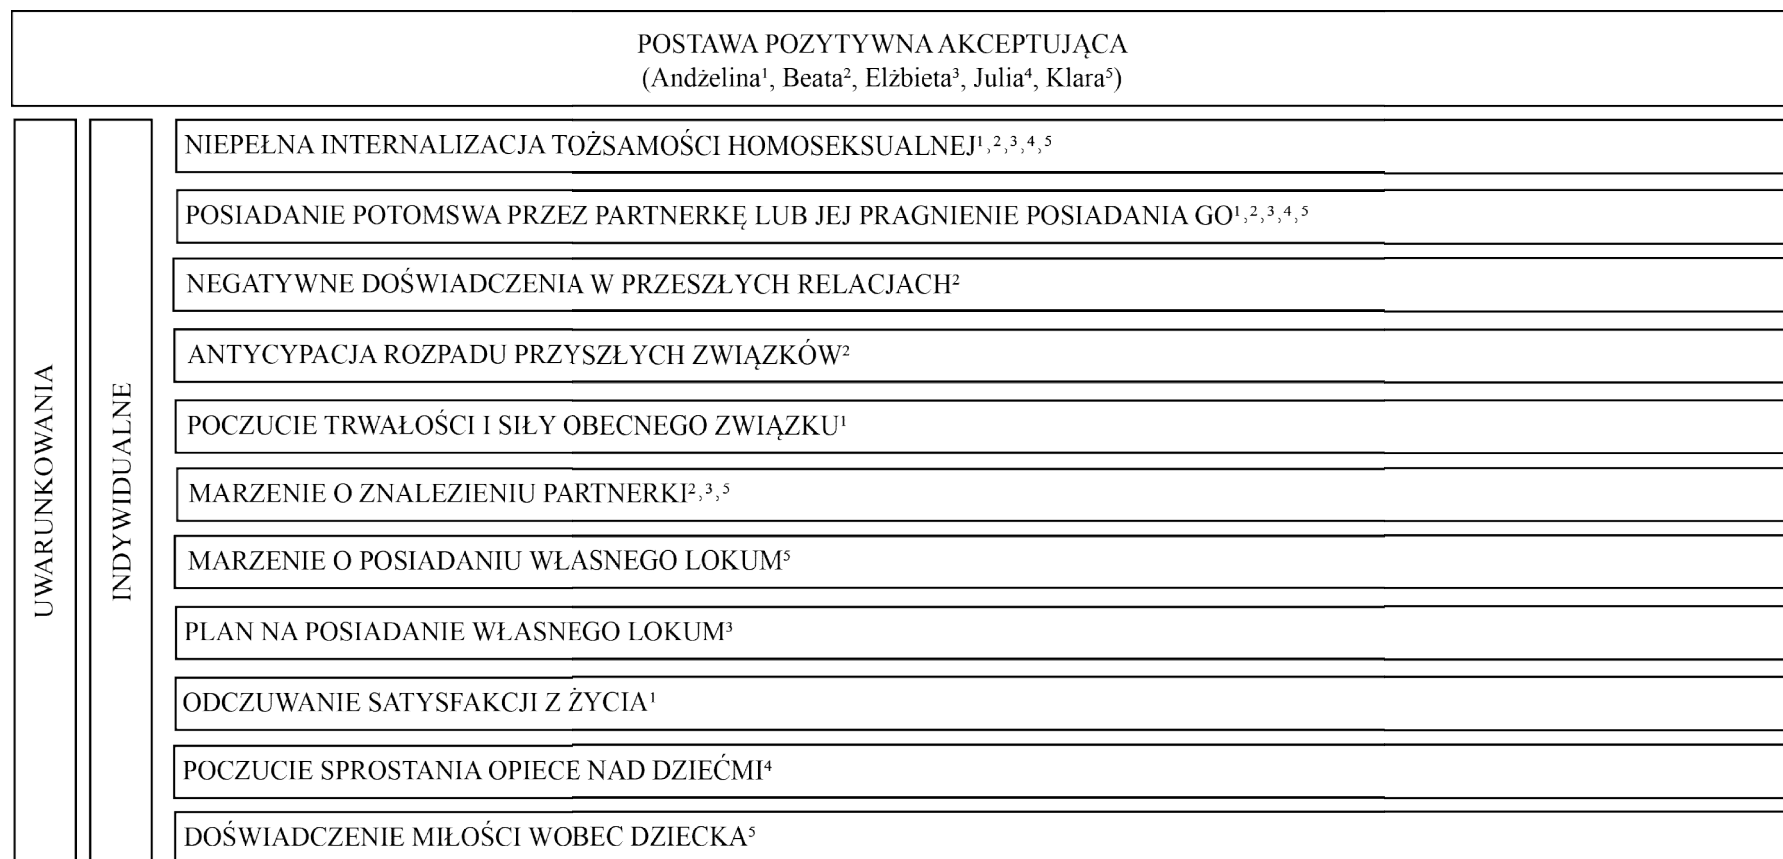 POSTAWA POZYTYWNA AKCEPTUJĄCA
(Andżelina¹, Beata², Elżbieta³, Julia⁴, Klara⁵)
UWARUNKOWANIA
INDYWIDUALNE
NIEPEŁNA INTERNALIZACJA TOŻSAMOŚCI HOMOSEKSUALNEJ¹,²,³,⁴,⁵
POSIADANIE POTOMSWA PRZEZ PARTNERKĘ LUB JEJ PRAGNIENIE POSIADANIA GO¹,²,³,⁴,⁵
NEGATYWNE DOŚWIADCZENIA W PRZESZŁYCH RELACJACH²
ANTYCYPACJA ROZPADU PRZYSZŁYCH ZWIĄZKÓW²
POCZUCIE TRWAŁOŚCI I SIŁY OBECNEGO ZWIĄZKU¹
MARZENIE O ZNALEZIENIU PARTNERKI²,³,⁵
MARZENIE O POSIADANIU WŁASNEGO LOKUM⁵
PLAN NA POSIADANIE WŁASNEGO LOKUM³
ODCZUWANIE SATYSFAKCJI Z ŻYCIA¹
POCZUCIE SPROSTANIA OPIECE NAD DZIEĆMI⁴
DOŚWIADCZENIE MIŁOŚCI WOBEC DZIECKA⁵